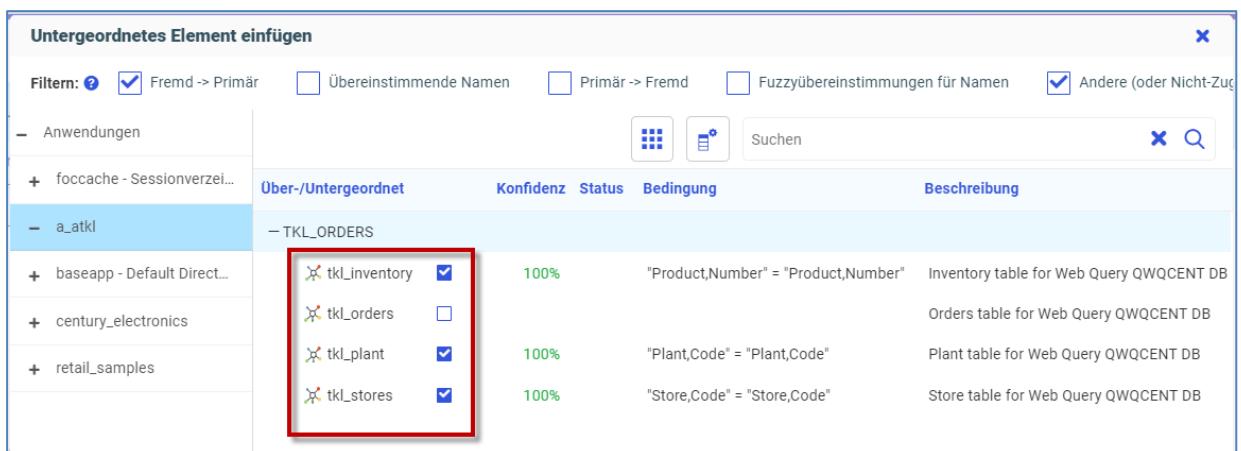 Untergeordnetes Element einfügen
Filtern: Fremd -> Primär Übereinstimmende Namen Primär -> Fremd Fuzzyübereinstimmungen für Namen Andere (oder Nicht-Zug
Anwendungen
Suchen
foccache - Sessionverzei...
Über-/Untergeordnet Konfidenz Status Bedingung Beschreibung
a_atkl
TKL_ORDERS
baseapp - Default Direct...
tkl_inventory 100% "Product,Number" = "Product,Number" Inventory table for Web Query QWQCENT DB
century_electronics
tkl_orders Orders table for Web Query QWQCENT DB
retail_samples
tkl_plant 100% "Plant,Code" = "Plant,Code" Plant table for Web Query QWQCENT DB
tkl_stores 100% "Store,Code" = "Store,Code" Store table for Web Query QWQCENT DB